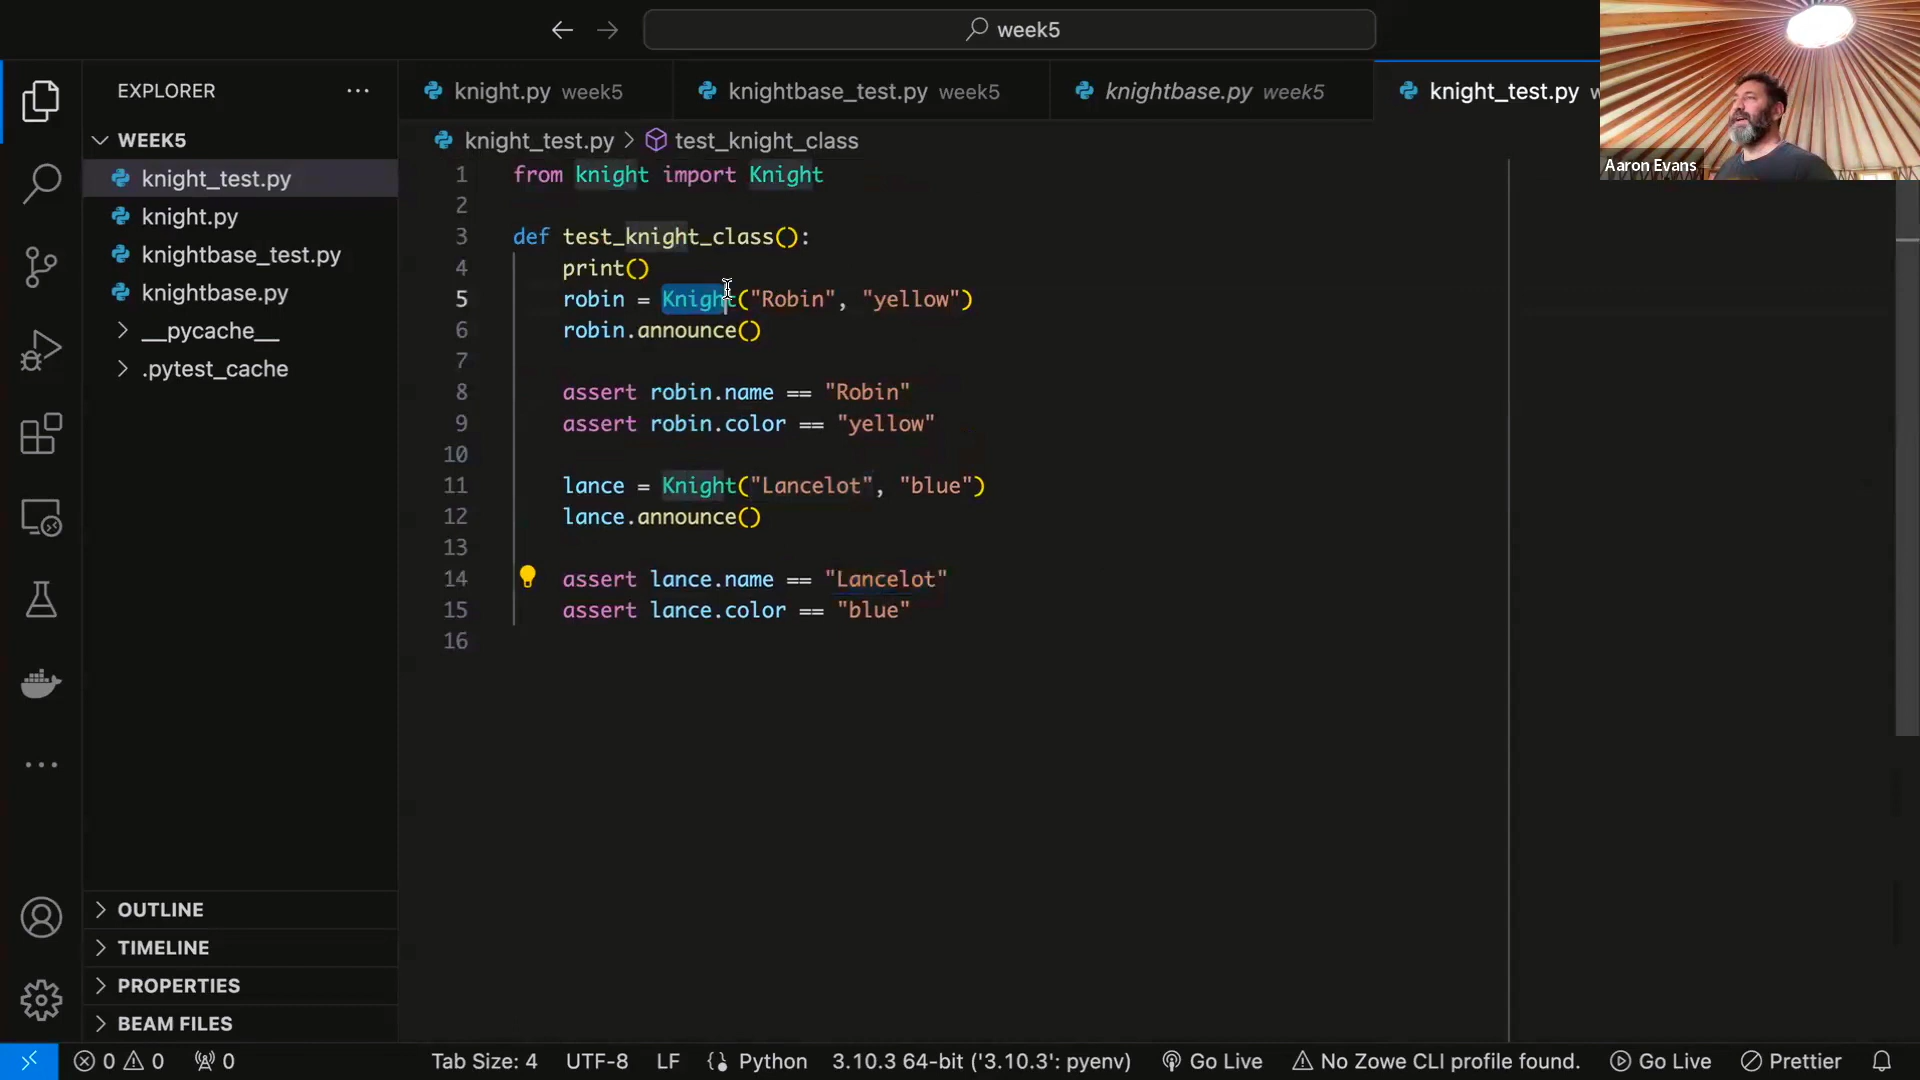 week5
EXPLORER
WEEK5
knight_test.py
knight.py
knightbase_test.py
knightbase.py
__pycache__
.pytest_cache
OUTLINE
TIMELINE
PROPERTIES
BEAM FILES
knight.py week5
knightbase_test.py week5
knightbase.py week5
knight_test.py
Aaron Evans
knight_test.py > test_knight_class
1 from knight import Knight
2
3 def test_knight_class():
4 print()
5 robin = Knight("Robin", "yellow")
6 robin.announce()
7
8 assert robin.name == "Robin"
9 assert robin.color == "yellow"
10
11 lance = Knight("Lancelot", "blue")
12 lance.announce()
13
14 assert lance.name == "Lancelot"
15 assert lance.color == "blue"
16
0 0 0 Tab Size: 4 UTF-8 LF Python 3.10.3 64-bit ('3.10.3': pyenv) Go Live No Zowe CLI profile found. Go Live Prettier